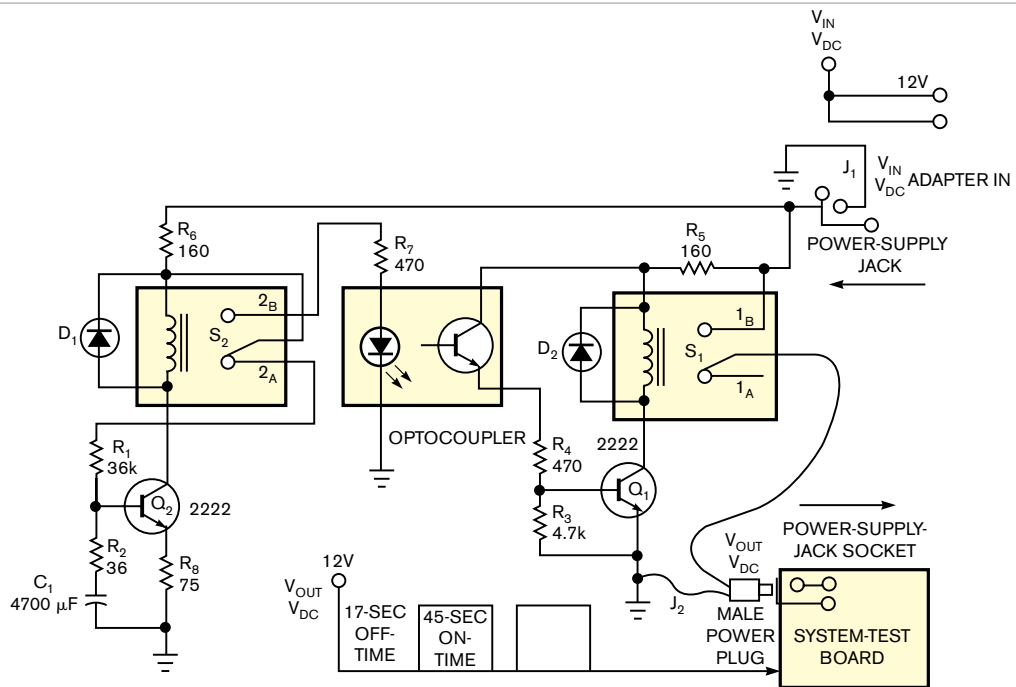 V_IN
V_DC
12V
J_1
V_IN
V_DC
ADAPTER IN
POWER-SUPPLY
JACK
R_6
160
R_7
470
R_5
160
D_1
2_B
S_2
2_A
D_2
1_B
S_1
1_A
OPTOCOUPLER
R_1
36k
Q_2
2222
R_2
36
C_1
4700 μF
R_8
75
2222
R_4
470
Q_1
R_3
4.7k
POWER-SUPPLY-
JACK SOCKET
V_OUT
V_DC
J_2
MALE
POWER
PLUG
SYSTEM-TEST
BOARD
12V
V_OUT
V_DC
17-SEC
OFF-
TIME
45-SEC
ON-
TIME